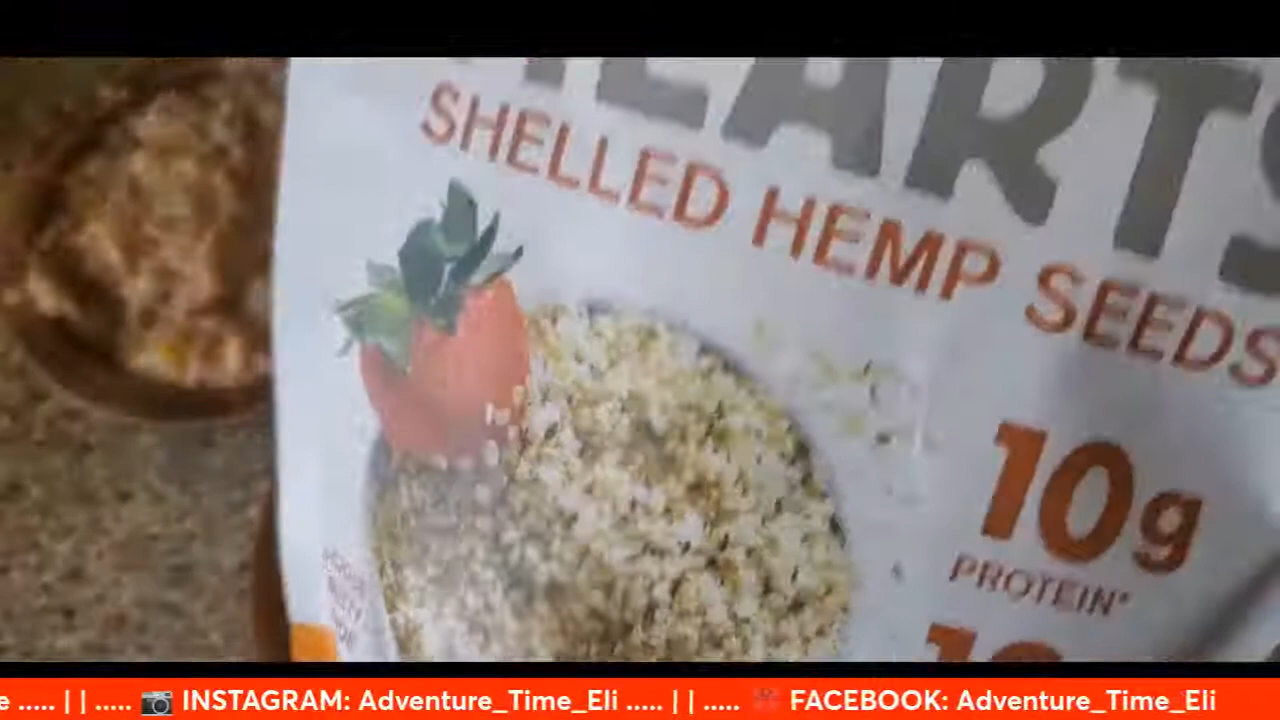 HEARTS
SHELLED HEMP SEEDS
10g
PROTEIN*
e ..... | | ..... 📷 INSTAGRAM: Adventure_Time_Eli ..... | | ..... FACEBOOK: Adventure_Time_Eli